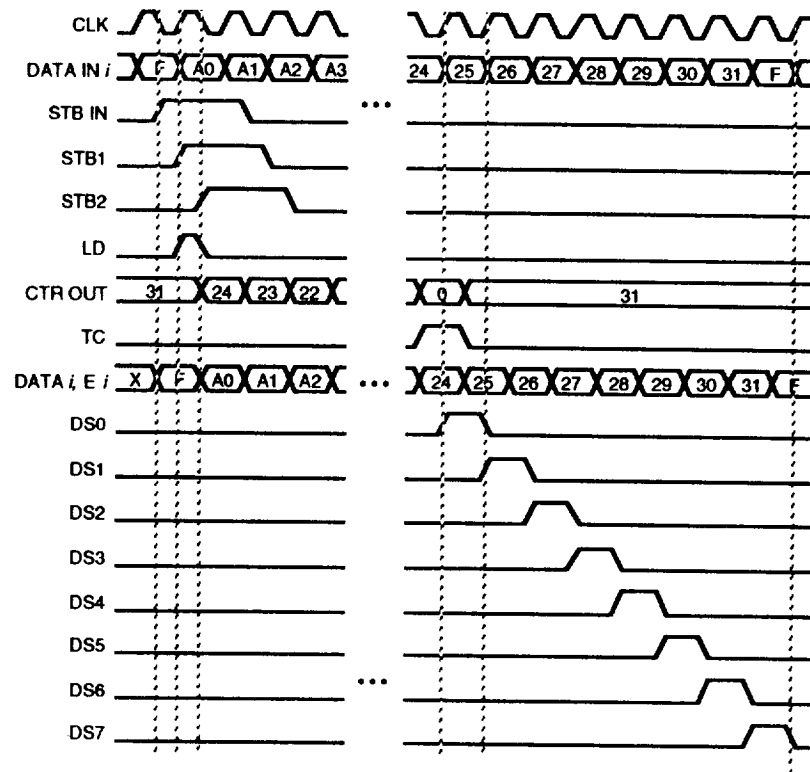 CLK
DATA IN i F A0 A1 A2 A3 24 25 26 27 28 29 30 31 F
STB IN ...
STB1
STB2
LD
CTR OUT 31 24 23 22 0 31
TC
DATA i, E i X F A0 A1 A2 ... 24 25 26 27 28 29 30 31 F
DS0
DS1
DS2
DS3
DS4
DS5
DS6 ...
DS7